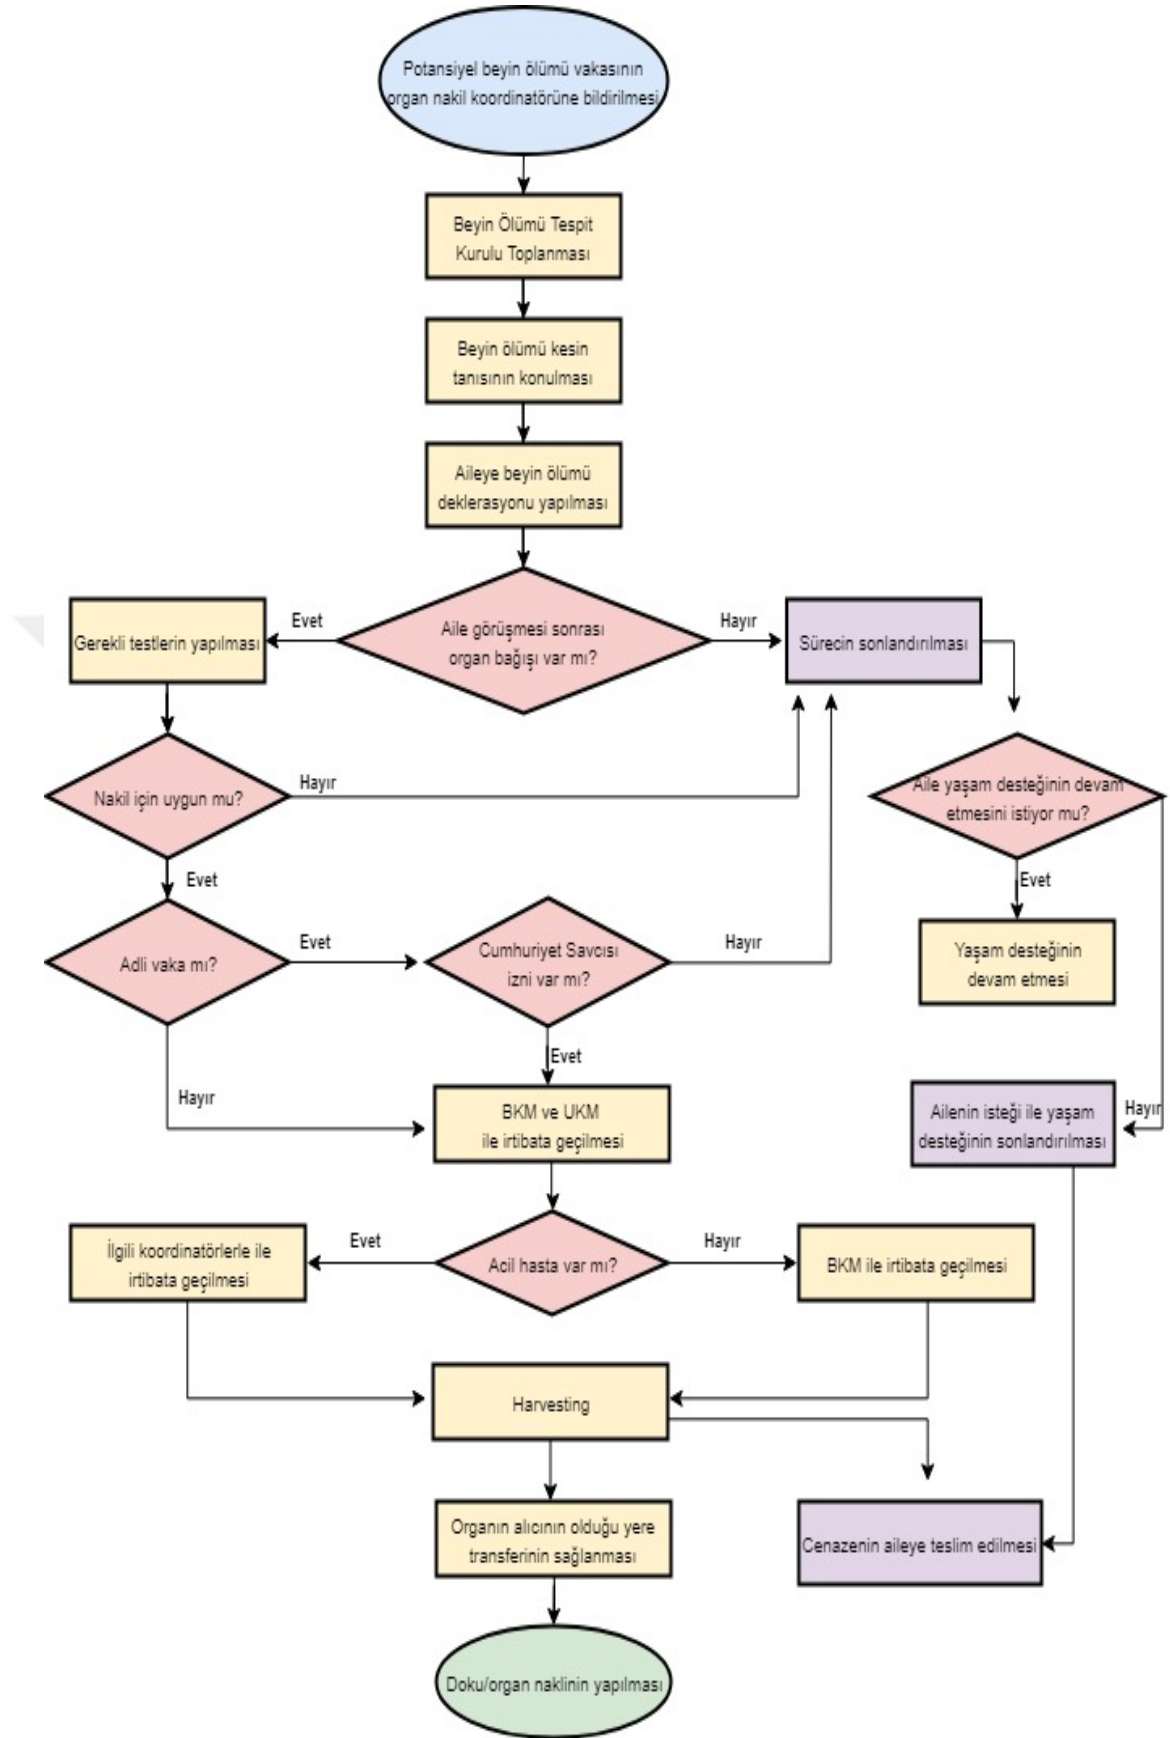 Potansiyel beyin ölümü vakasının
organ nakil koordinatörüne bildirilmesi
Beyin Ölümü Tespit
Kurulu Toplanması
Beyin ölümü kesin
tanısının konulması
Aileye beyin ölümü
deklerasyonu yapılması
Aile görüşmesi sonrası
organ bağışı var mı?
Evet
Hayır
Gerekli testlerin yapılması
Sürecin sonlandırılması
Nakil için uygun mu?
Hayır
Aile yaşam desteğinin devam
etmesini istiyor mu?
Evet
Evet
Adli vaka mı?
Evet
Cumhuriyet Savcısı
izni var mı?
Hayır
Yaşam desteğinin
devam etmesi
Evet
Hayır
BKM ve UKM
ile irtibata geçilmesi
Ailenin isteği ile yaşam
desteğinin sonlandırılması
Hayır
İlgili koordinatörlerle ile
irtibata geçilmesi
Evet
Acil hasta var mı?
Hayır
BKM ile irtibata geçilmesi
Harvesting
Organın alıcının olduğu yere
transferinin sağlanması
Cenazenin aileye teslim edilmesi
Doku/organ naklinin yapılması